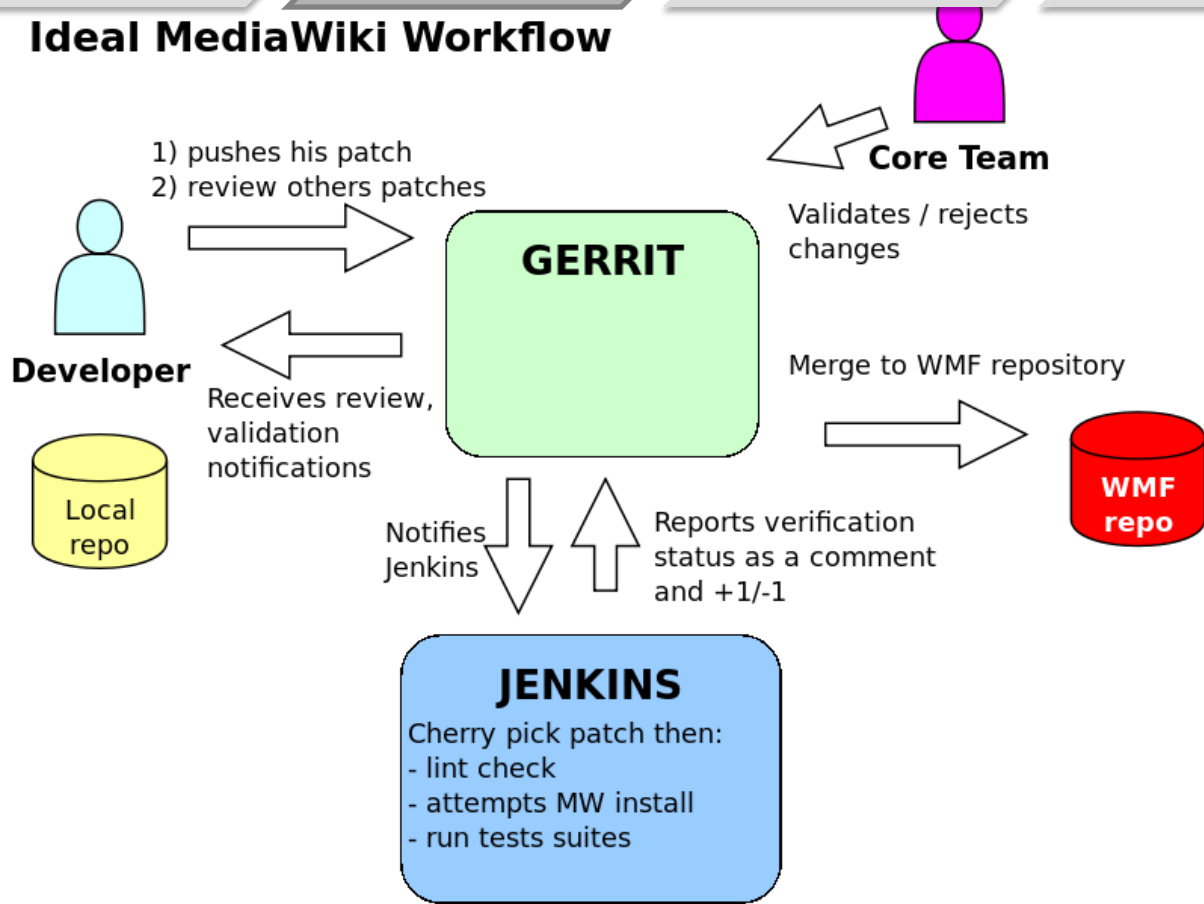 Ideal MediaWiki Workflow
1) pushes his patch
2) review others patches
Core Team
Validates / rejects
changes
GERRIT
Developer
Receives review,
validation
notifications
Merge to WMF repository
Local
repo
WMF
repo
Notifies
Jenkins
Reports verification
status as a comment
and +1/-1
JENKINS
Cherry pick patch then:
- lint check
- attempts MW install
- run tests suites